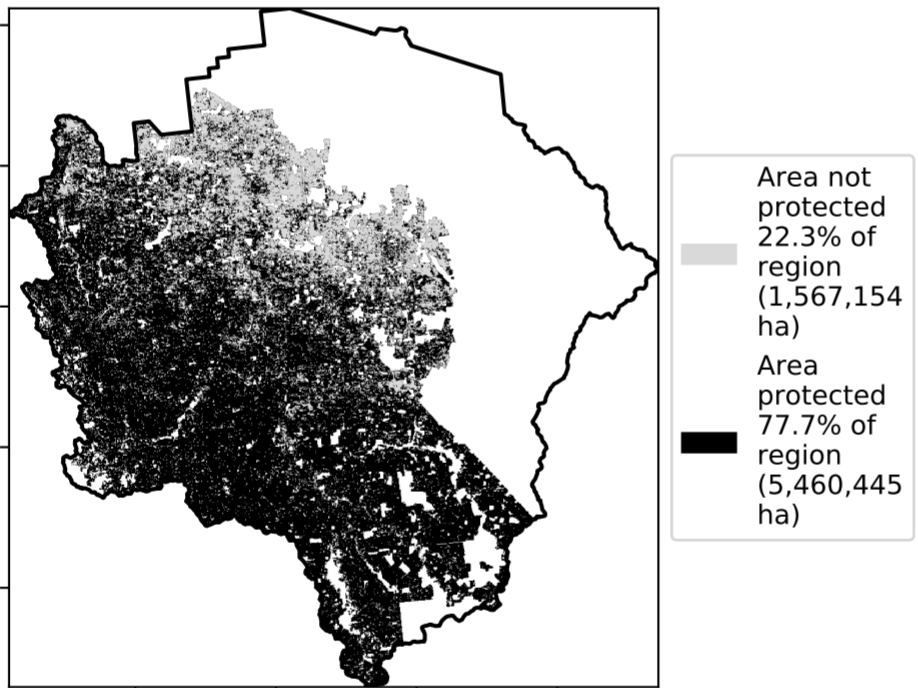 Area not
protected
22.3% of
region
(1,567,154
ha)
Area
protected
77.7% of
region
(5,460,445
ha)